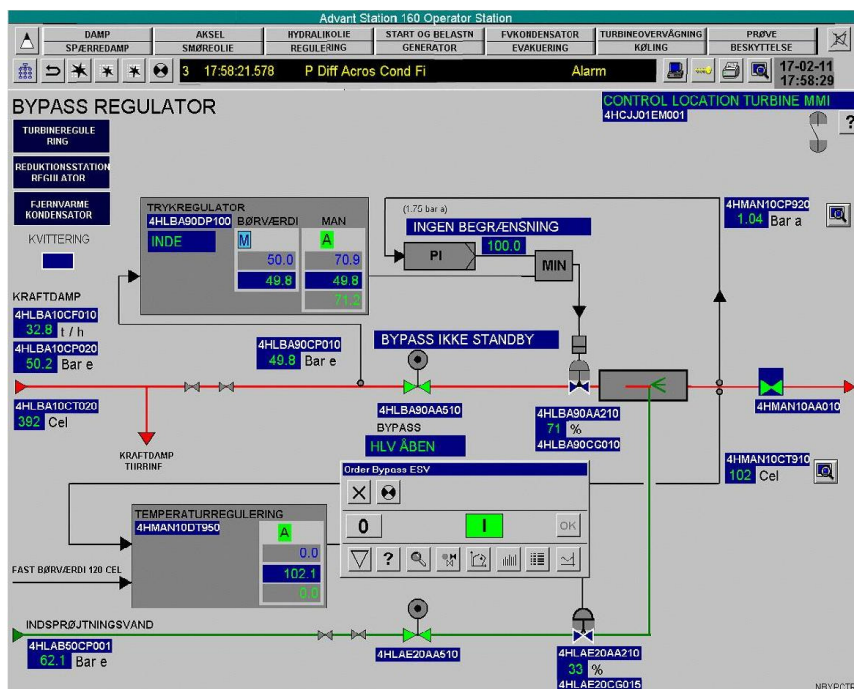 Advant Station 160 Operator Station
DAMP
AKSEL
HYDRALIKOLIE
START OG BELASTN
FVKONDENSATOR
TURBINEOVERVÅGNING
PRØVE
SPÆRREDAMP
SMØREOLIE
REGULERING
GENERATOR
EVAKUERING
KØLING
BESKYTTELSE
3 17:58:21.578 P Diff Acros Cond Fi Alarm
17-02-11
17:58:29
BYPASS REGULATOR
CONTROL LOCATION TURBINE MMI
4HCJJ01EM001
?
TURBINEREGULE
RING
REDUKTIONSSTATION
REGULATOR
FJERNVARME
KONDENSATOR
KVITTERING
TRYKREGULATOR
4HLBA90DP100
BØRVÆRDI
MAN
INDE
M
A
50.0
70.9
49.8
49.8
71.2
(1.75 bar a)
INGEN BEGRÆNSNING
100.0
PI
MIN
4HMAN10CP920
1.04 Bar a
KRAFTDAMP
4HLBA10CF010
32.8 t / h
4HLBA10CP020
50.2 Bar e
4HLBA90CP010
49.8 Bar e
BYPASS IKKE STANDBY
4HLBA10CT020
392 Cel
KRAFTDAMP
TURBINE
4HLBA90AA510
BYPASS
HLV ÅBEN
4HLBA90AA210
71 %
4HLBA90CG010
4HMAN10AA010
4HMAN10CT910
102 Cel
Order Bypass ESV
0
I
OK
?
TEMPERATURREGULERING
4HMAN10DT950
A
0.0
102.1
0.0
FAST BØRVÆRDI 120 CEL
INDSPRØJTNINGSVAND
4HLAB50CP001
62.1 Bar e
4HLAE20AA510
4HLAE20AA210
33 %
4HLAE20CG015